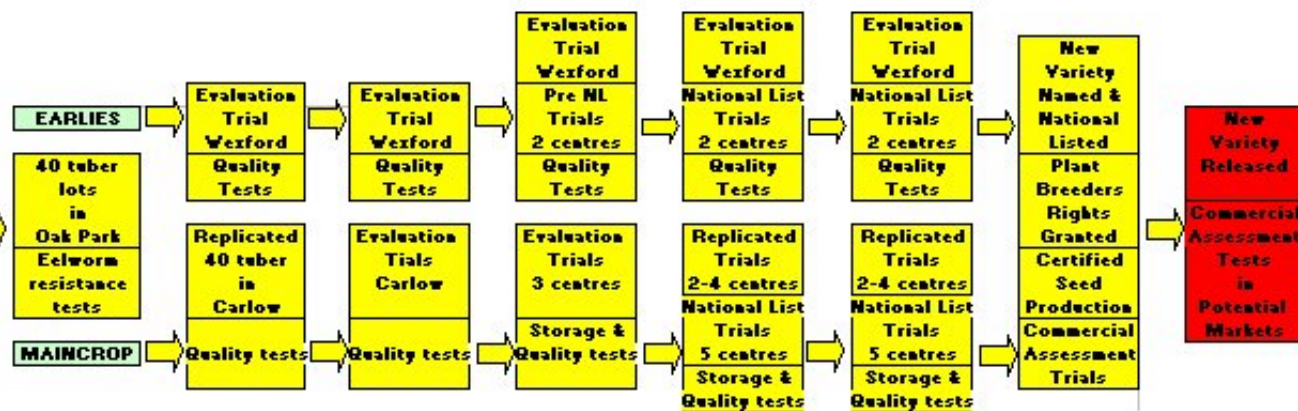 EARLIES
40 tuber
lots
in
Oak Park
Eelworm
resistance
tests
MAINCROP
Evaluation
Trial
Wexford
Quality
Tests
Replicated
40 tuber
in
Carlow
Quality tests
Evaluation
Trial
Wexford
Quality
Tests
Evaluation
Tials
Carlow
Quality tests
Evaluation
Trial
Wexford
Pre NL
Trials
2 centres
Quality
Tests
Evaluation
Trials
3 centres
Storage &
Quality tests
Evaluation
Trial
Wexford
National List
Trials
2 centres
Quality
Tests
Replicated
Trials
2-4 centres
National List
Trials
5 centres
Storage &
Quality tests
Evaluation
Trial
Wexford
National List
Trials
2 centres
Quality
Tests
Replicated
Trials
2-4 centres
National List
Trials
5 centres
Storage &
Quality tests
New
Variety
Named &
National
Listed
Plant
Breeders
Rights
Granted
Certified
Seed
Production
Commercial
Assessment
Trials
New
Variety
Released
Commercial
Assessment
Tests
in
Potential
Markets